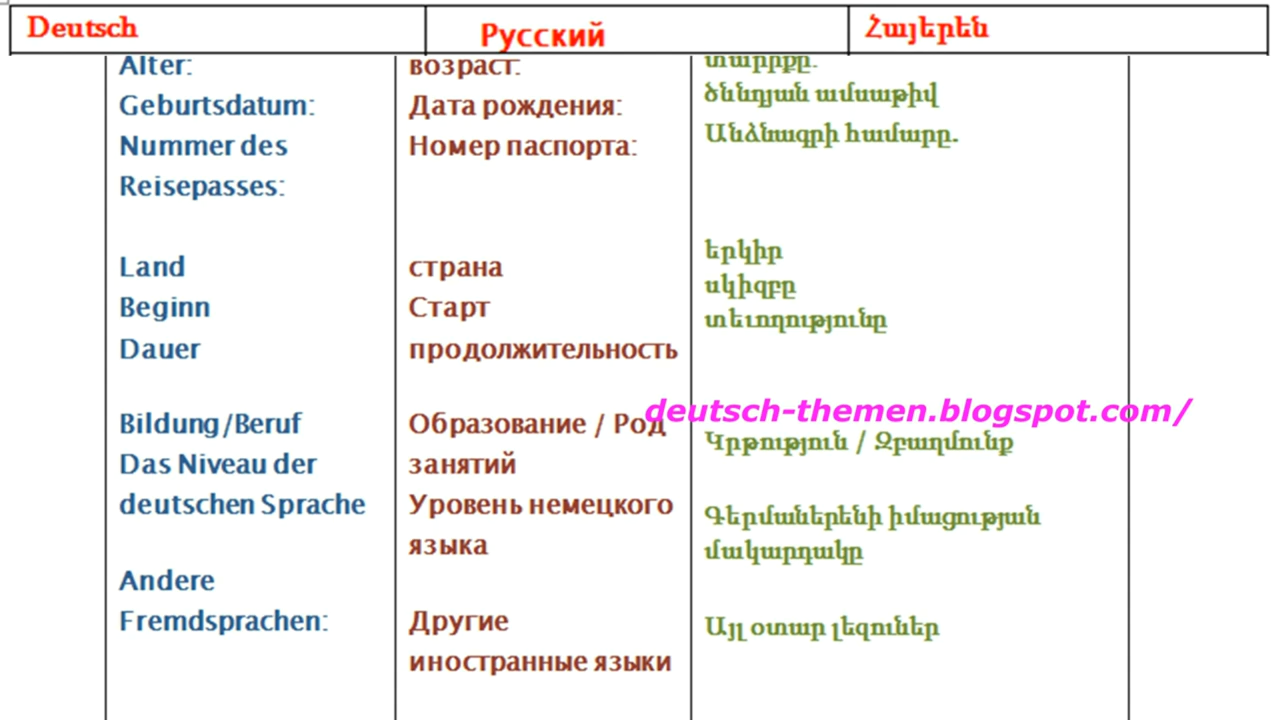 Deutsch
Русский
Հայերեն
Alter:
Geburtsdatum:
Nummer des
Reisepasses:
Land
Beginn
Dauer
Bildung/Beruf
Das Niveau der
deutschen Sprache
Andere
Fremdsprachen:
возраст:
Дата рождения:
Номер паспорта:
страна
Старт
продолжительность
Образование / Род
занятий
Уровень немецкого
языка
Другие
иностранные языки
տարիքը.
ծննդյան ամսաթիվ
Անձնագրի համարը.
երկիր
սկիզբը
տեւողությունը
Կրթություն / Զբաղմունք
Գերմաներենի իմացության
մակարդակը
Այլ օտար լեզուներ
deutsch-themen.blogspot.com/